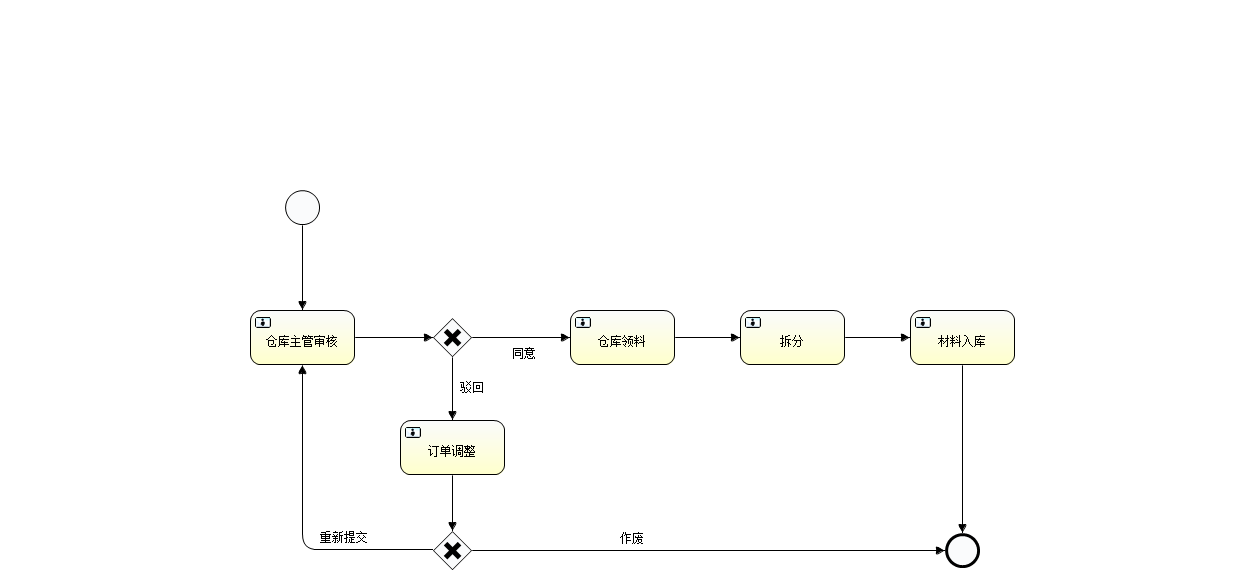 仓库主管审核
仓库领料
拆分
材料入库
同意
驳回
订单调整
重新提交
作废